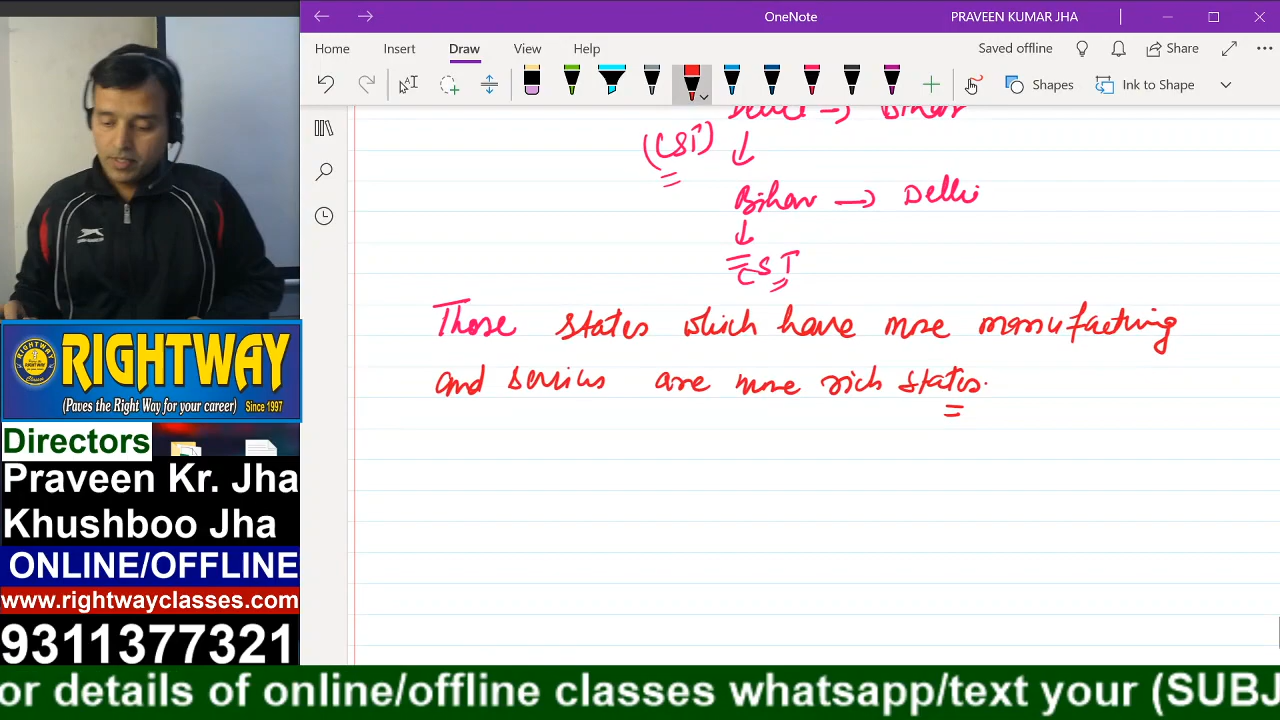 OneNote
PRAVEEN KUMAR JHA
Home Insert Draw View Help
Saved offline
Share
Shapes
Ink to Shape
Delhi → Bihar
(CST)
↓
Bihar → Delhi
↓
CST
Those states which have more manufacturing
and services are more rich states.
RIGHTWAY
(Paves the Right Way for your career) Since 1997
Directors
Praveen Kr. Jha
Khushboo Jha
ONLINE/OFFLINE
www.rightwayclasses.com
9311377321
or details of online/offline classes whatsapp/text your (SUBJ